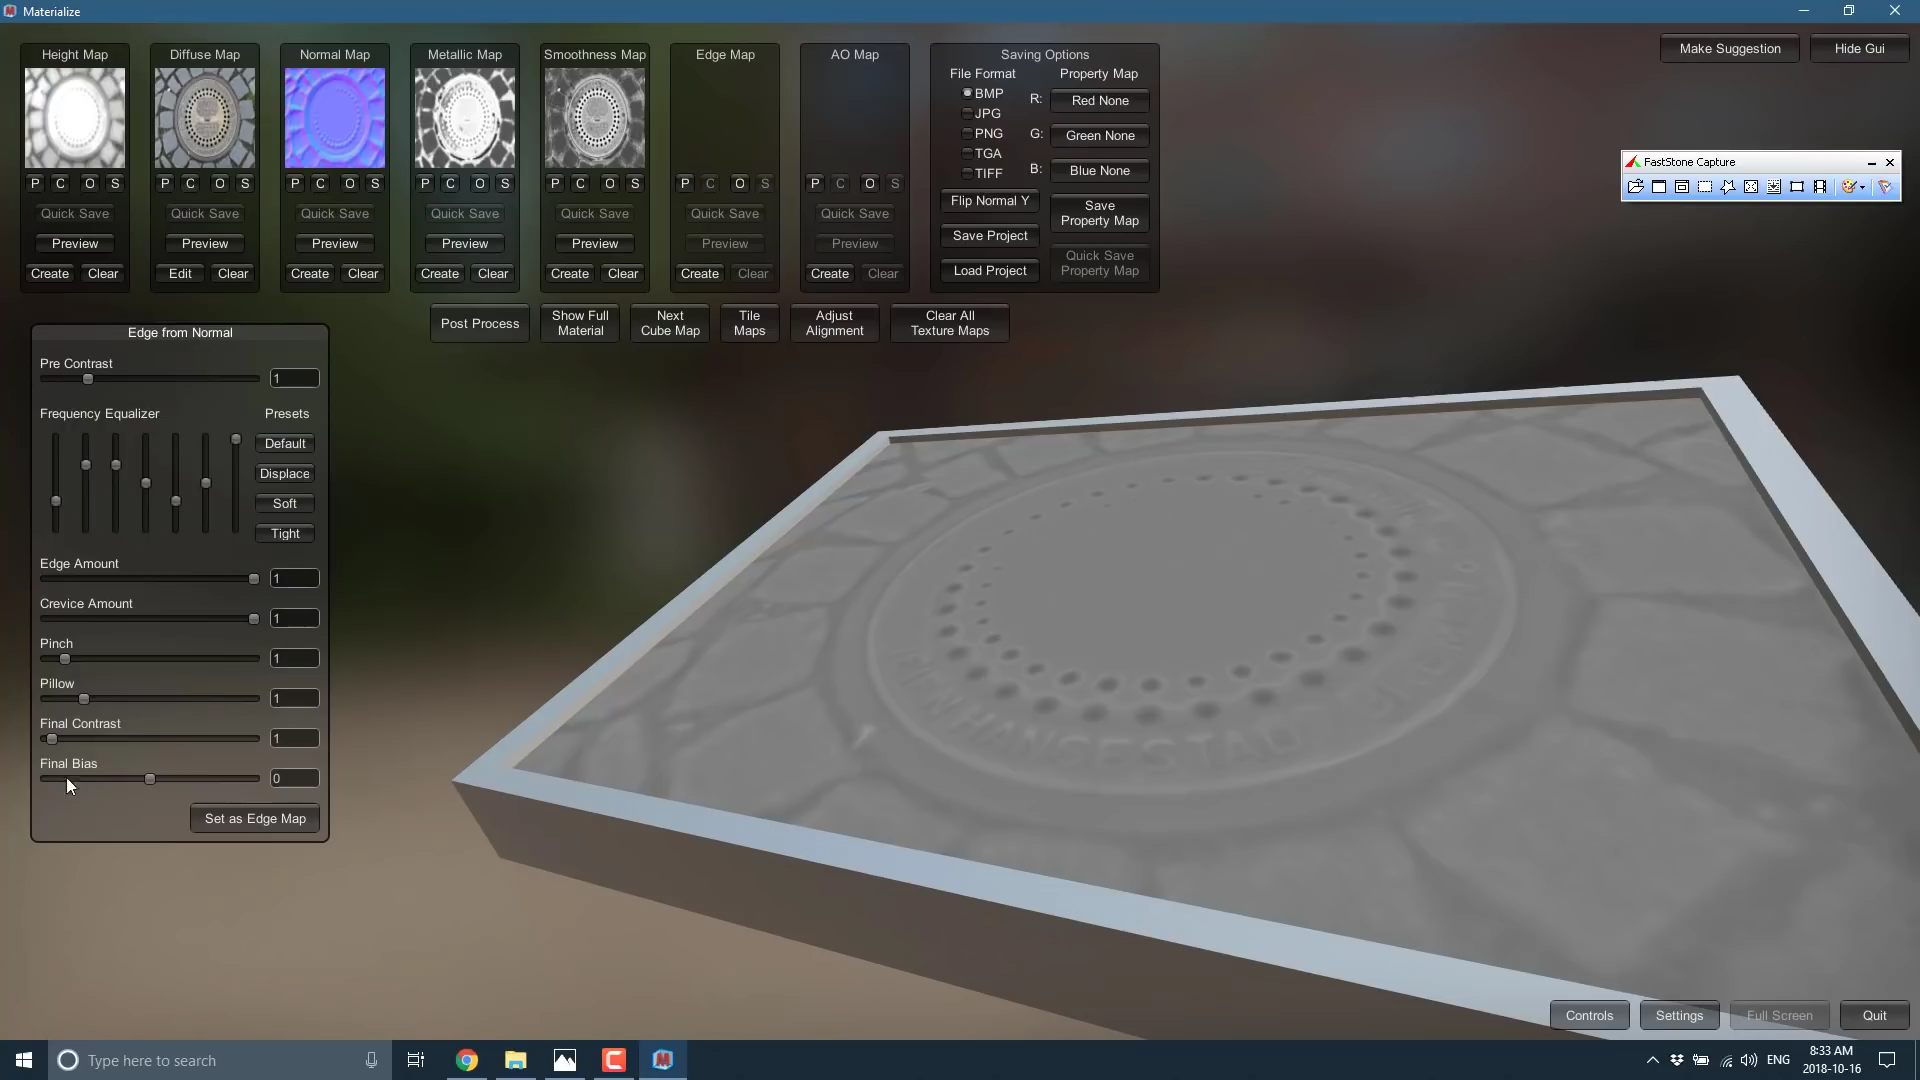 Materialize
Make Suggestion
Hide Gui
Height Map
Diffuse Map
Normal Map
Metallic Map
Smoothness Map
Edge Map
AO Map
Saving Options
File Format
Property Map
BMP
JPG
PNG
TGA
TIFF
R:
Red None
G:
Green None
B:
Blue None
P C O S
P C O S
P C O S
P C O S
P C O S
P C O S
P C O S
Quick Save
Quick Save
Quick Save
Quick Save
Quick Save
Quick Save
Quick Save
Preview
Preview
Preview
Preview
Preview
Preview
Preview
Create Clear
Edit Clear
Create Clear
Create Clear
Create Clear
Create Clear
Create Clear
Flip Normal Y
Save Project
Load Project
Save
Property Map
Quick Save
Property Map
FastStone Capture
Post Process
Show Full
Material
Next
Cube Map
Tile
Maps
Adjust
Alignment
Clear All
Texture Maps
Edge from Normal
Pre Contrast
1
Frequency Equalizer
Presets
Default
Displace
Soft
Tight
Edge Amount
1
Crevice Amount
1
Pinch
1
Pillow
1
Final Contrast
1
Final Bias
0
Set as Edge Map
Controls
Settings
Full Screen
Quit
Type here to search
ENG
8:33 AM
2018-10-16